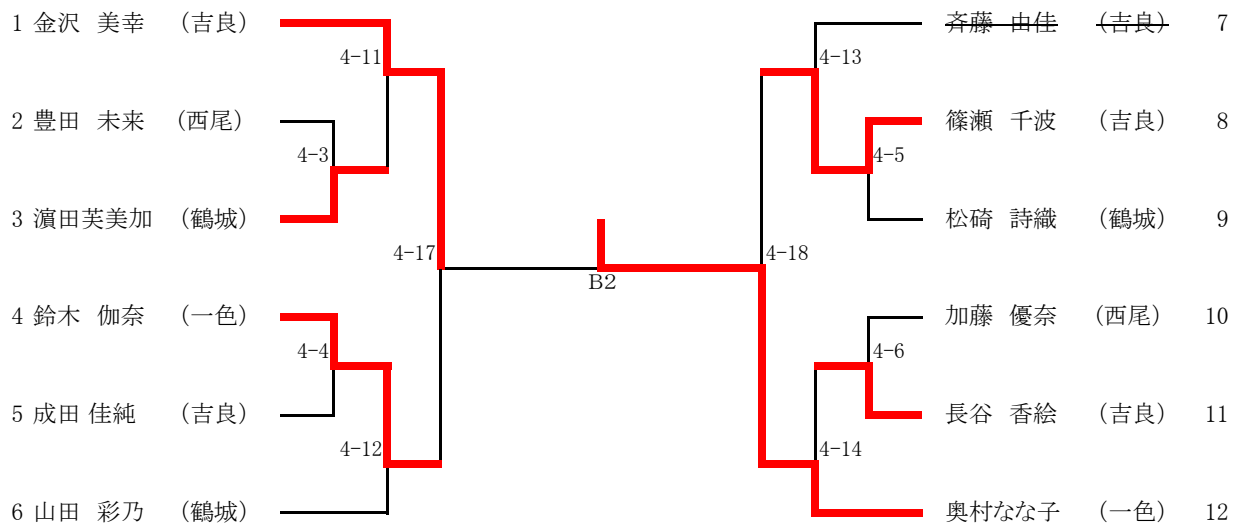 1 金沢 美幸 (吉良)
4-11
2 豊田 未来 (西尾)
4-3
3 濵田芙美加 (鶴城)
4-17
4 鈴木 伽奈 (一色)
4-4
5 成田 佳純 (吉良)
4-12
6 山田 彩乃 (鶴城)
B2
斉藤 由佳 (吉良) 7
4-13
篠瀬 千波 (吉良) 8
4-5
松碕 詩織 (鶴城) 9
4-18
加藤 優奈 (西尾) 10
4-6
長谷 香絵 (吉良) 11
4-14
奥村なな子 (一色) 12